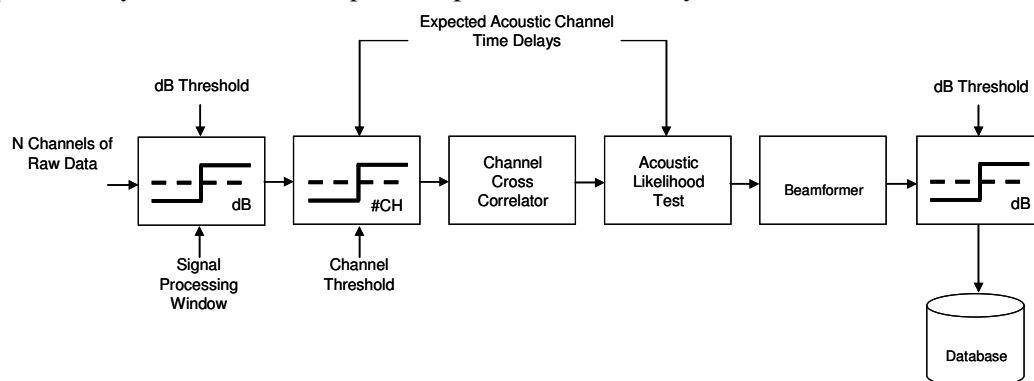 Expected Acoustic Channel
Time Delays
dB Threshold
dB Threshold
N Channels of
Raw Data
dB
#CH
Channel
Cross
Correlator
Acoustic
Likelihood
Test
Beamformer
dB
Signal
Processing
Window
Channel
Threshold
Database